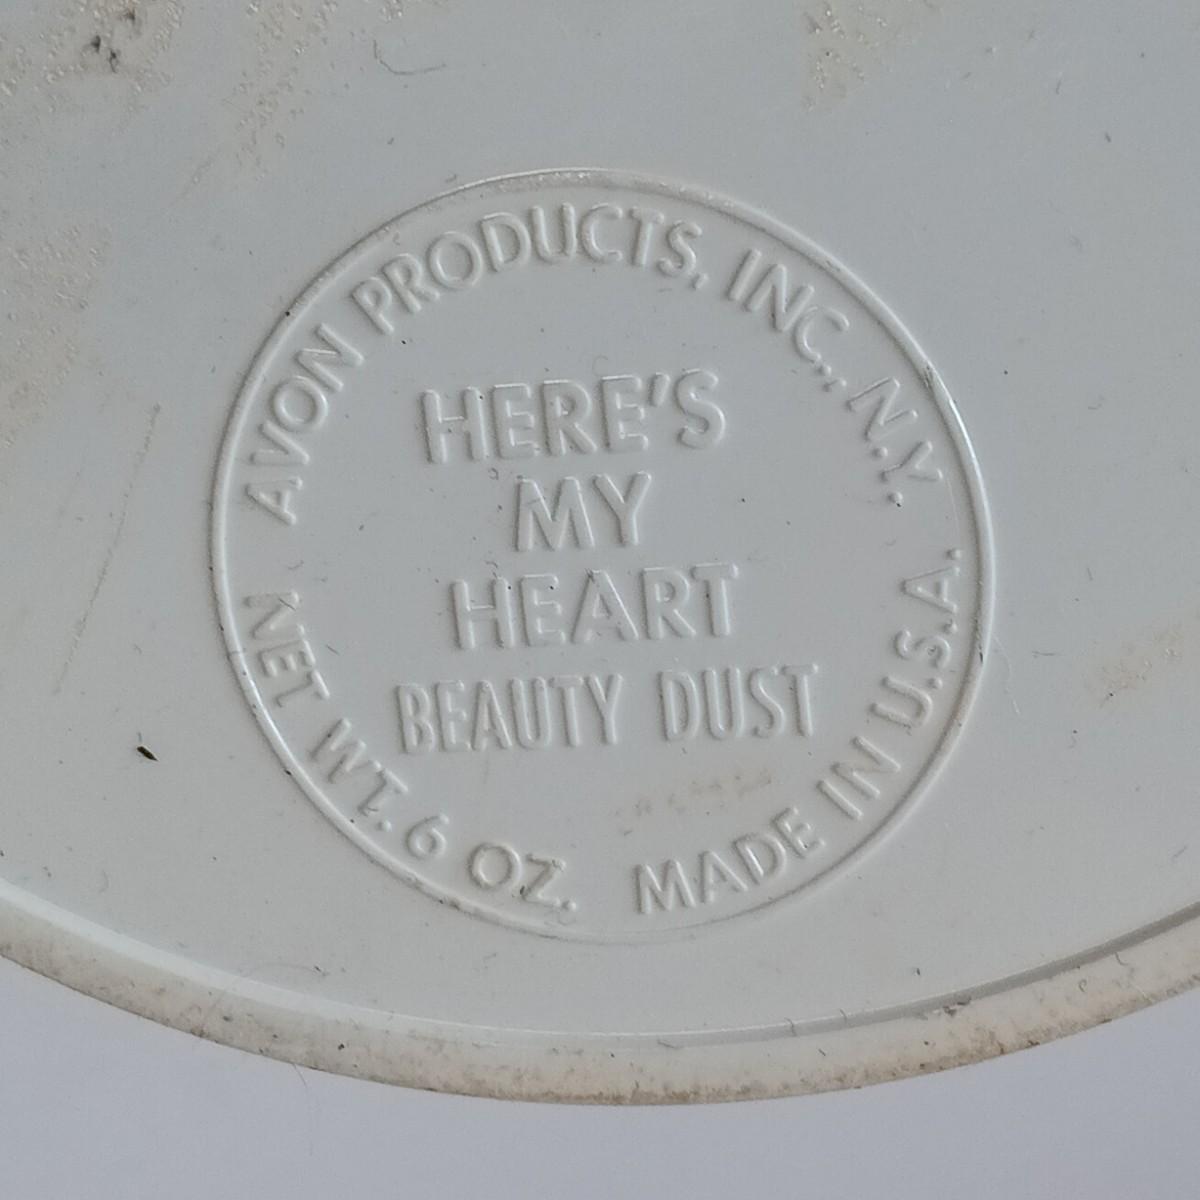 AVON PRODUCTS, INC., N.Y.
HERE'S
MY
HEART
BEAUTY DUST
NET WT. 6 OZ.
MADE IN U.S.A.